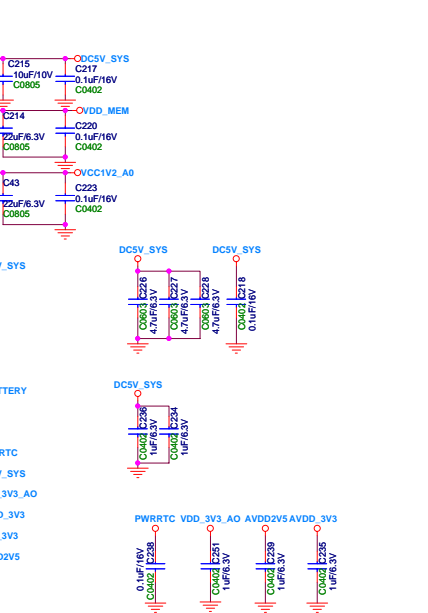 DC5V_SYS
C215
C217
10uF/10V
0.1uF/16V
C0805
C0402
VDD_MEM
C214
C220
22uF/6.3V
0.1uF/16V
C0805
C0402
VCC1V2_A0
C43
C223
22uF/6.3V
0.1uF/16V
C0805
C0402
DC5V_SYS
DC5V_SYS
V_SYS
C226
C0603
4.7uF/6.3V
C227
C0603
4.7uF/6.3V
C228
C0603
4.7uF/6.3V
C218
C0402
0.1uF/16V
DC5V_SYS
TTERY
C236
C0402
1uF/6.3V
C234
C0402
1uF/6.3V
RTC
V_SYS
_3V3_AO
D_3V3
_3V3
D2V5
PWRRTC
VDD_3V3_AO
AVDD2V5
AVDD_3V3
C238
C0402
0.1uF/16V
C251
C0402
1uF/6.3V
C239
C0402
1uF/6.3V
C235
C0402
1uF/6.3V